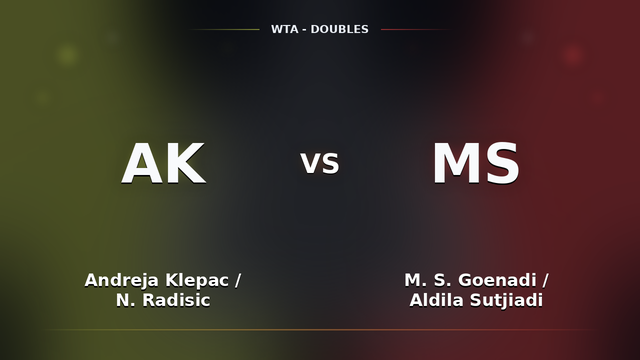 WTA - DOUBLES
AK
VS
MS
Andreja Klepac /
N. Radisic
M. S. Goenadi /
Aldila Sutjiadi